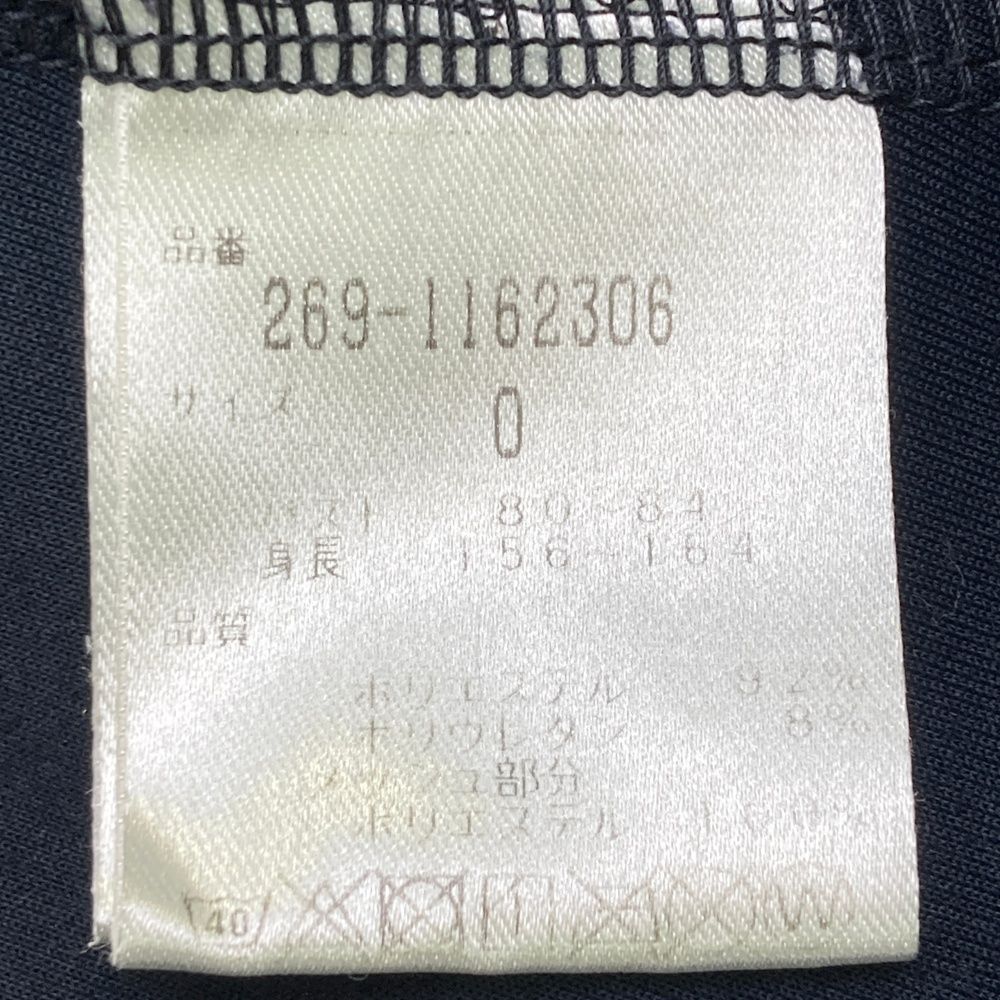 品番
269-1162306
サイズ 0
バスト 80~84
身長 156~164
品質
ポリエステル 92%
ポリウレタン 8%
メッシュ部分
ポリエステル 100%
40